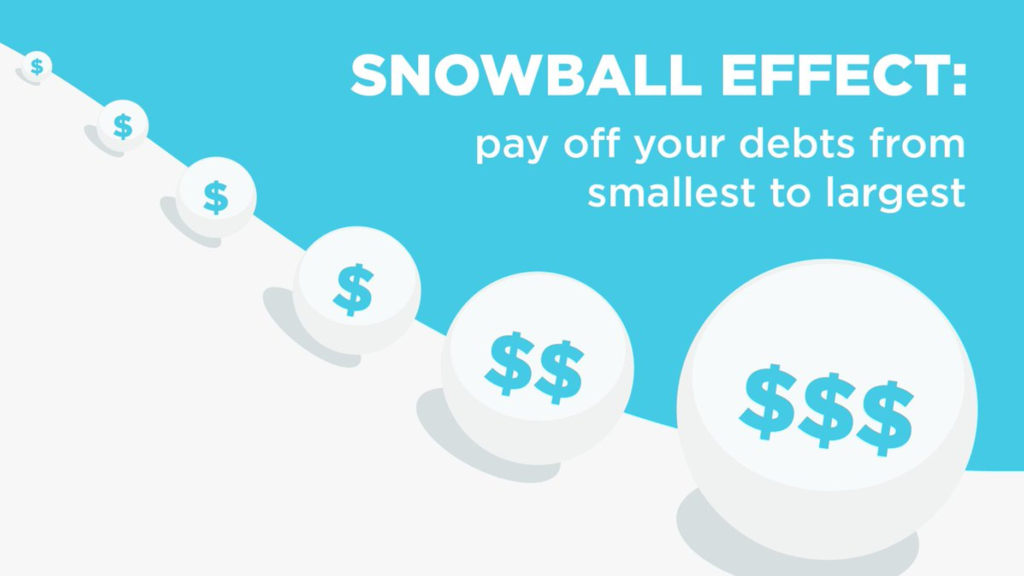 SNOWBALL EFFECT:
pay off your debts from
smallest to largest
$
$
$
$
$$
$$$